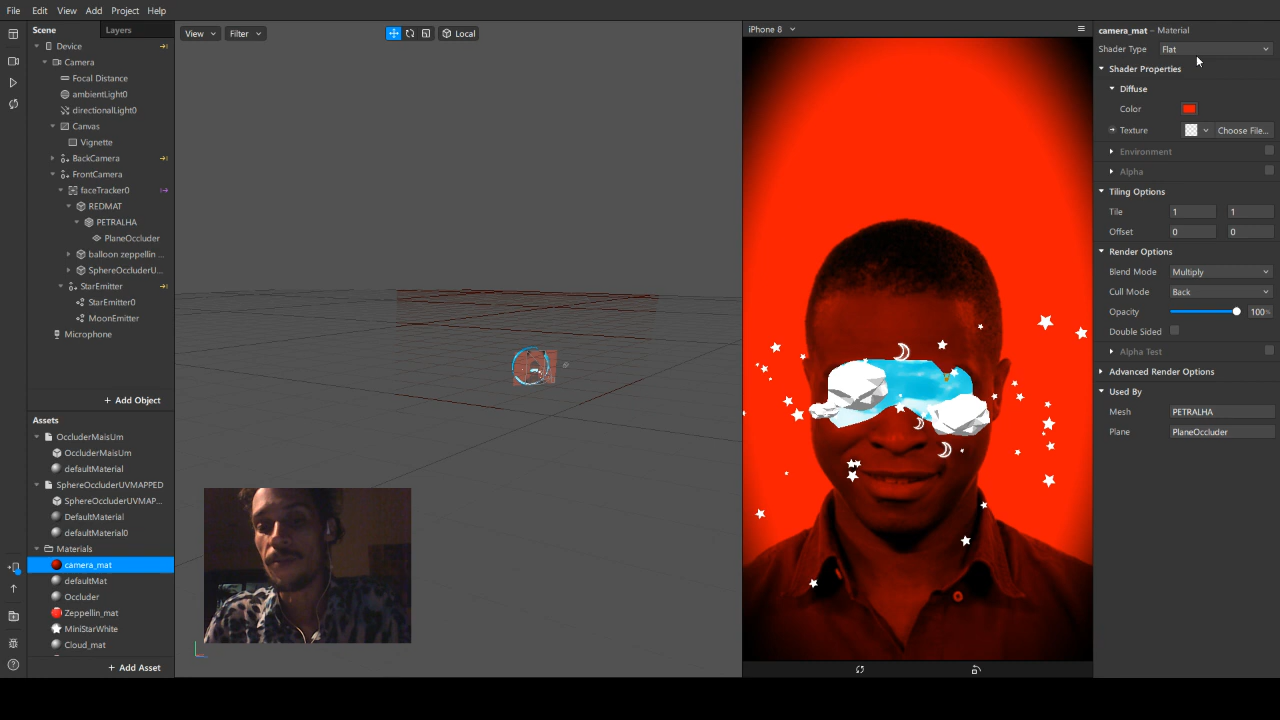 File Edit View Add Project Help
Scene Layers
Device
Camera
Focal Distance
ambientLight0
directionalLight0
Canvas
Vignette
BackCamera
FrontCamera
faceTracker0
REDMAT
PETRALHA
PlaneOccluder
balloon zeppellin ...
SphereOccluderU...
StarEmitter
StarEmitter0
MoonEmitter
Microphone
+ Add Object
Assets
OccluderMaisUm
OccluderMaisUm
defaultMaterial
SphereOccluderUVMAPPED
SphereOccluderUVMAP...
DefaultMaterial
defaultMaterial0
Materials
camera_mat
defaultMat
Occluder
Zeppellin_mat
MiniStarWhite
Cloud_mat
+ Add Asset
View Filter Local
iPhone 8
camera_mat – Material
Shader Type Flat
Shader Properties
Diffuse
Color
Texture Choose File...
Environment
Alpha
Tiling Options
Tile 1 1
Offset 0 0
Render Options
Blend Mode Multiply
Cull Mode Back
Opacity 100%
Double Sided
Alpha Test
Advanced Render Options
Used By
Mesh PETRALHA
Plane PlaneOccluder